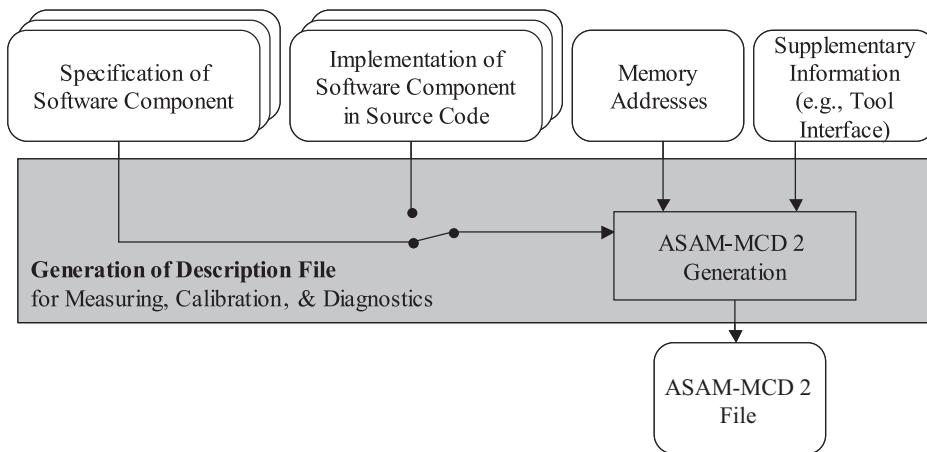 Specification of
Software Component
Implementation of
Software Component
in Source Code
Memory
Addresses
Supplementary
Information
(e.g., Tool
Interface)
ASAM-MCD 2
Generation
Generation of Description File
for Measuring, Calibration, & Diagnostics
ASAM-MCD 2
File